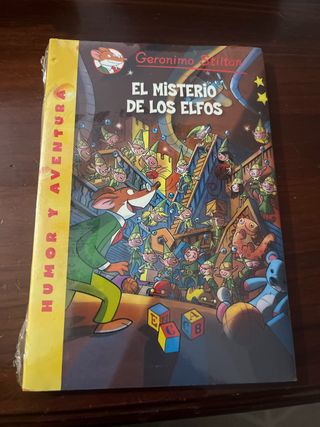 Geronimo Stilton
EL MISTERIO
DE LOS ELFOS
HUMOR Y AVENTURA
A
B
C
B